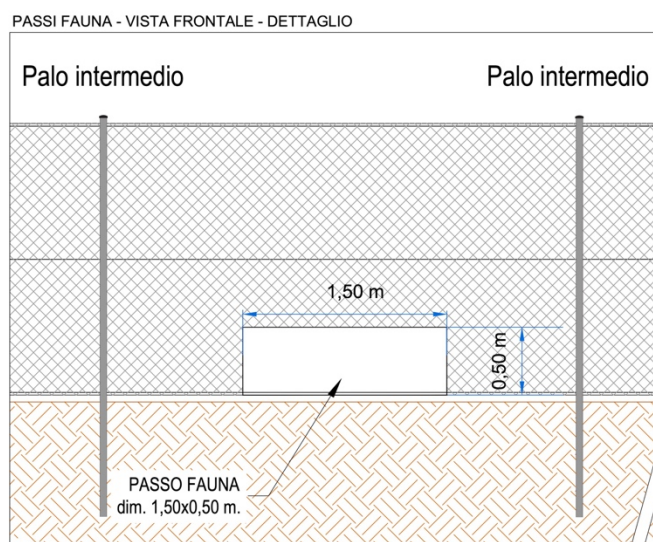 PASSI FAUNA - VISTA FRONTALE - DETTAGLIO
Palo intermedio
Palo intermedio
1,50 m
0,50 m
PASSO FAUNA
dim. 1,50x0,50 m.